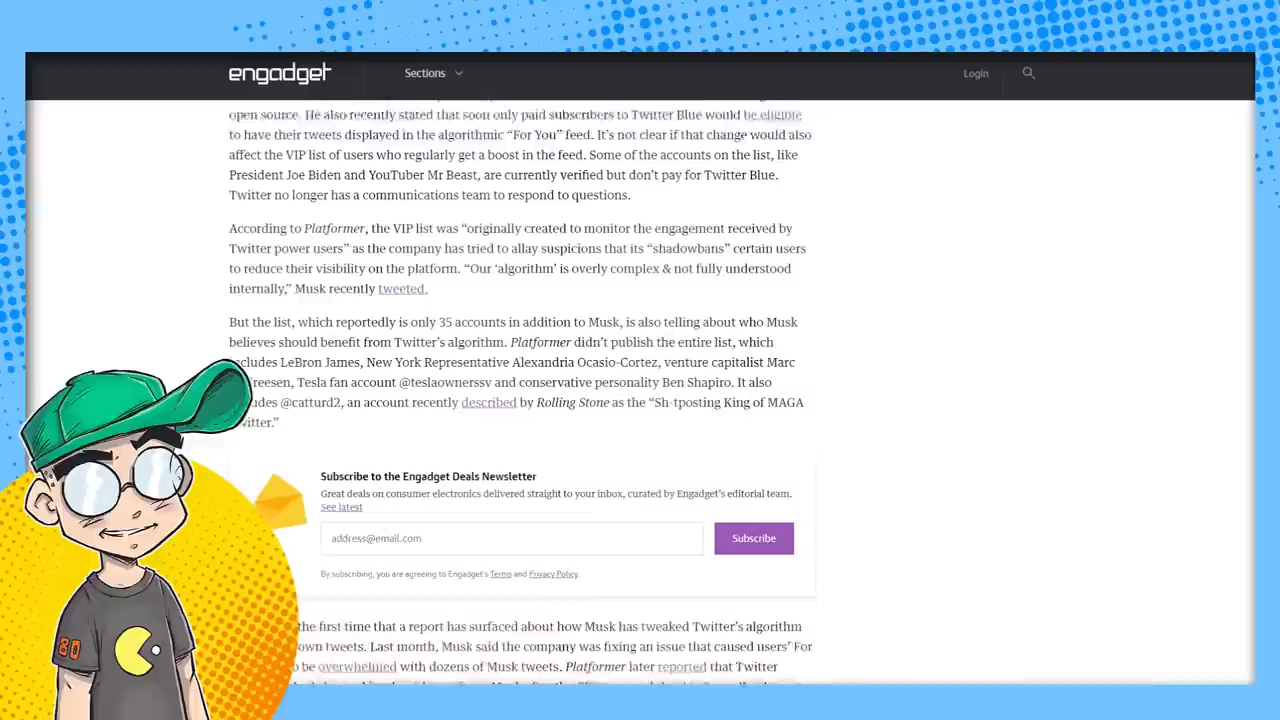 engadget
Sections
Login
open source. He also recently stated that soon only paid subscribers to Twitter Blue would be eligible
to have their tweets displayed in the algorithmic “For You” feed. It’s not clear if that change would also
affect the VIP list of users who regularly get a boost in the feed. Some of the accounts on the list, like
President Joe Biden and YouTuber Mr Beast, are currently verified but don’t pay for Twitter Blue.
Twitter no longer has a communications team to respond to questions.
According to Platformer, the VIP list was “originally created to monitor the engagement received by
Twitter power users” as the company has tried to allay suspicions that its “shadowbans” certain users
to reduce their visibility on the platform. “Our ‘algorithm’ is overly complex & not fully understood
internally,” Musk recently tweeted.
But the list, which reportedly is only 35 accounts in addition to Musk, is also telling about who Musk
believes should benefit from Twitter’s algorithm. Platformer didn’t publish the entire list, which
LeBron James, New York Representative Alexandria Ocasio-Cortez, venture capitalist Marc
Tesla fan account @teslaownerssv and conservative personality Ben Shapiro. It also
@catturd2, an account recently described by Rolling Stone as the “Sh-tposting King of MAGA
Subscribe to the Engadget Deals Newsletter
Great deals on consumer electronics delivered straight to your inbox, curated by Engadget’s editorial team.
See latest
address@email.com
Subscribe
By subscribing, you are agreeing to Engadget’s Terms and Privacy Policy.
the first time that a report has surfaced about how Musk has tweaked Twitter’s algorithm
own tweets. Last month, Musk said the company was fixing an issue that caused users’ For
be overwhelmed with dozens of Musk tweets. Platformer later reported that Twitter
80